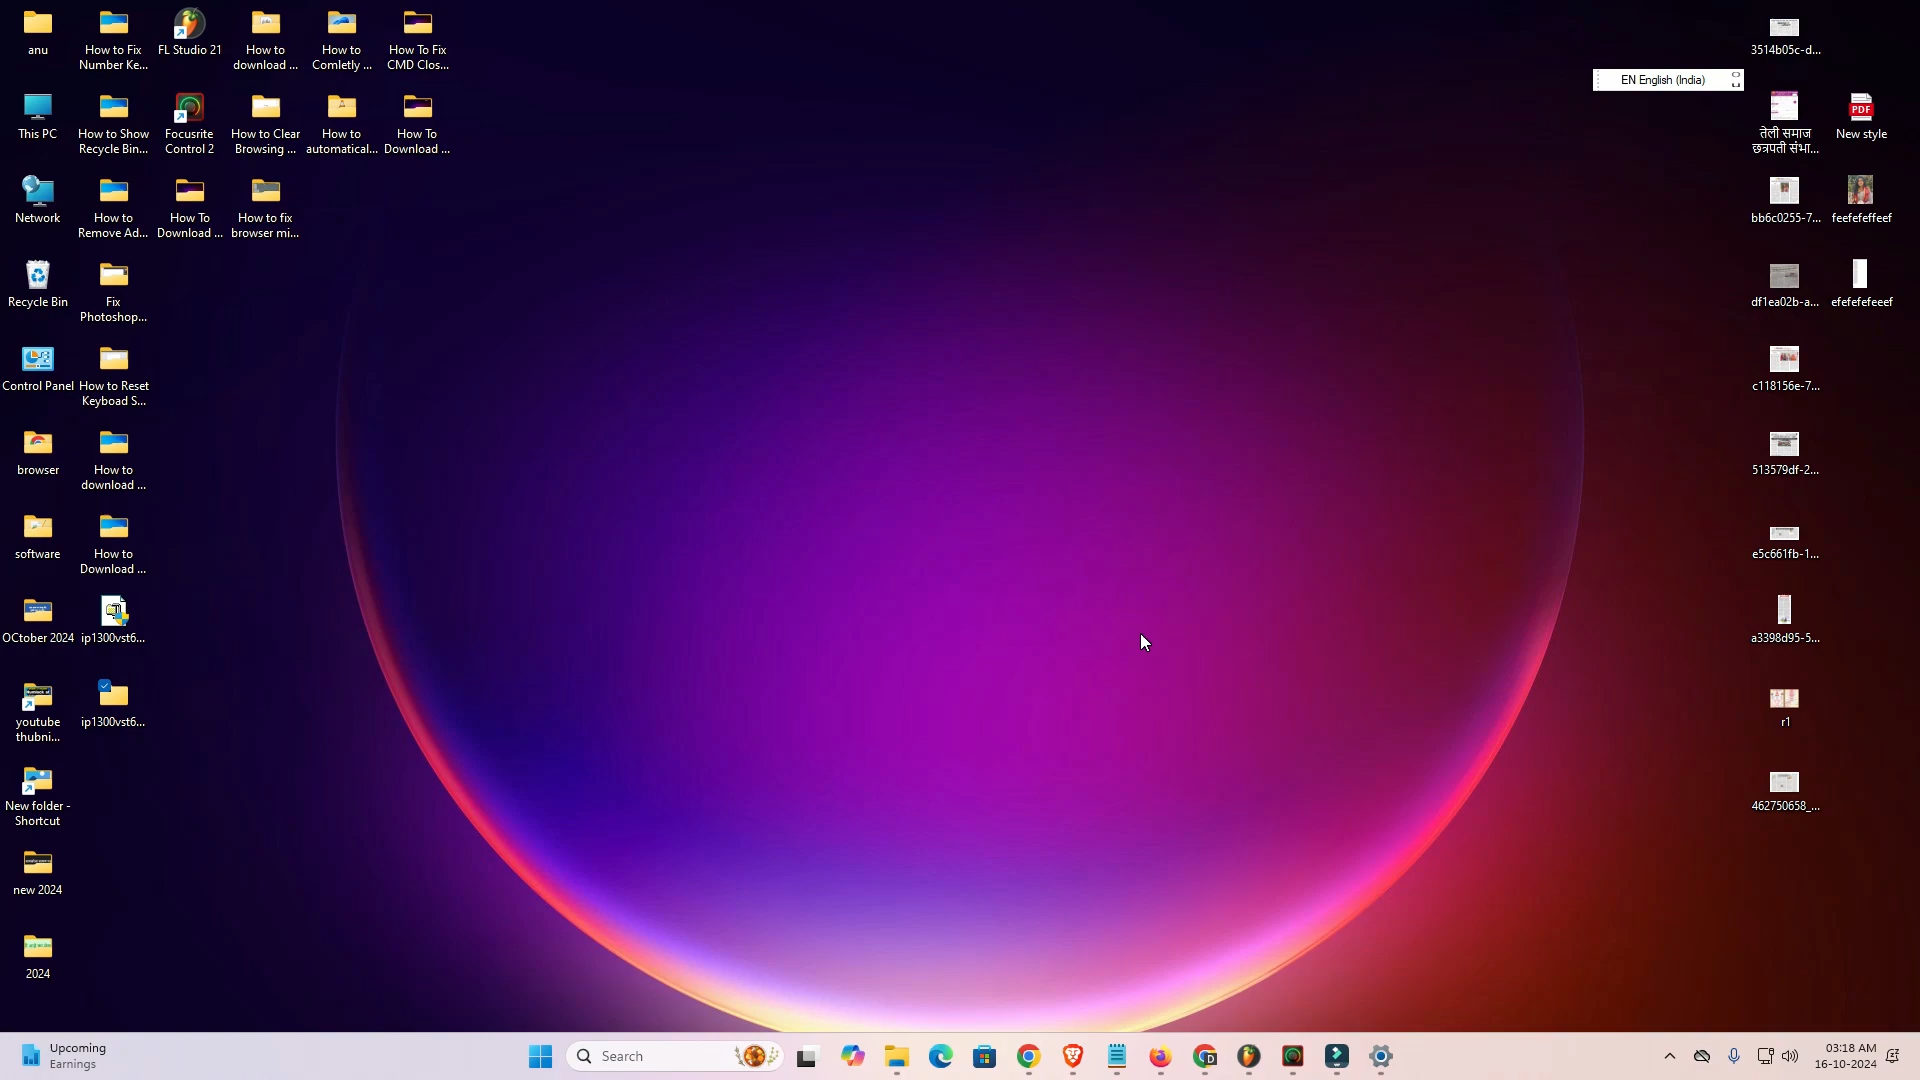 anu
How to Fix
Number Ke...
FL Studio 21
How to
download ...
How to
Comletly ...
How To Fix
CMD Clos...
3514b05c-d...
EN English (India)
This PC
How to Show
Recycle Bin...
Focusrite
Control 2
How to Clear
Browsing ...
How to
automatical...
How To
Download ...
तेली समाज
छत्रपती संभा...
PDF
New style
Network
How to
Remove Ad...
How To
Download ...
How to fix
browser mi...
bb6c0255-7...
feefefeffeef
Recycle Bin
Fix
Photoshop...
df1ea02b-a...
efefefefeeef
Control Panel
How to Reset
Keyboad S...
c118156e-7...
browser
How to
download ...
513579df-2...
software
How to
Download ...
e5c661fb-1...
OCtober 2024
ip1300vst6...
a3398d95-5...
youtube
thubni...
ip1300vst6...
r1
New folder -
Shortcut
462750658_...
new 2024
2024
Upcoming
Earnings
Search
D
03:18 AM
16-10-2024